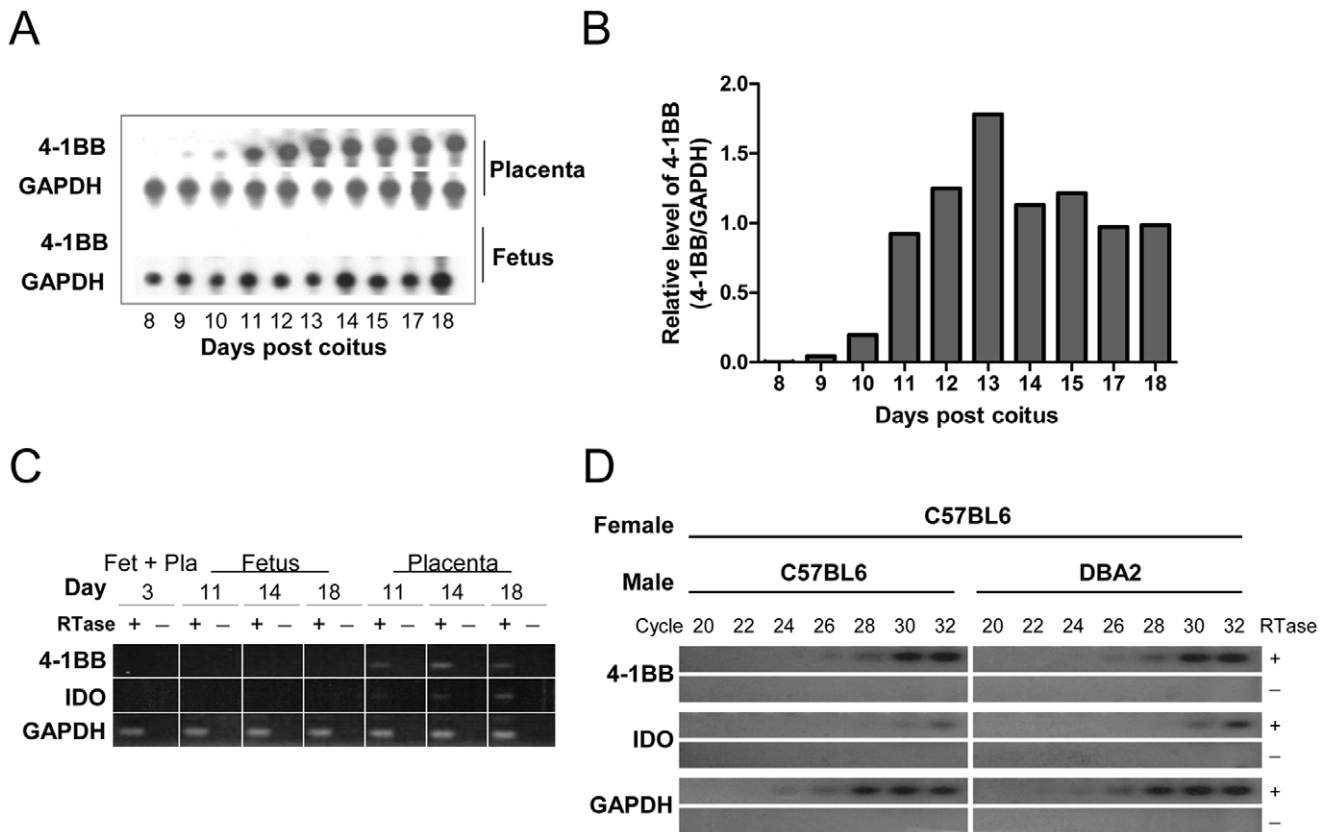 A
4-1BB
GAPDH
Placenta
4-1BB
GAPDH
Fetus
8 9 10 11 12 13 14 15 17 18
Days post coitus
B
Relative level of 4-1BB
(4-1BB/GAPDH)
2.0
1.5
1.0
0.5
0.0
8 9 10 11 12 13 14 15 17 18
Days post coitus
C
Fet + Pla Fetus Placenta
Day 3 11 14 18 11 14 18
RTase + – + – + – + – + – + – + –
4-1BB
IDO
GAPDH
D
Female C57BL6
Male C57BL6 DBA2
Cycle 20 22 24 26 28 30 32 20 22 24 26 28 30 32 RTase
4-1BB + –
IDO + –
GAPDH + –